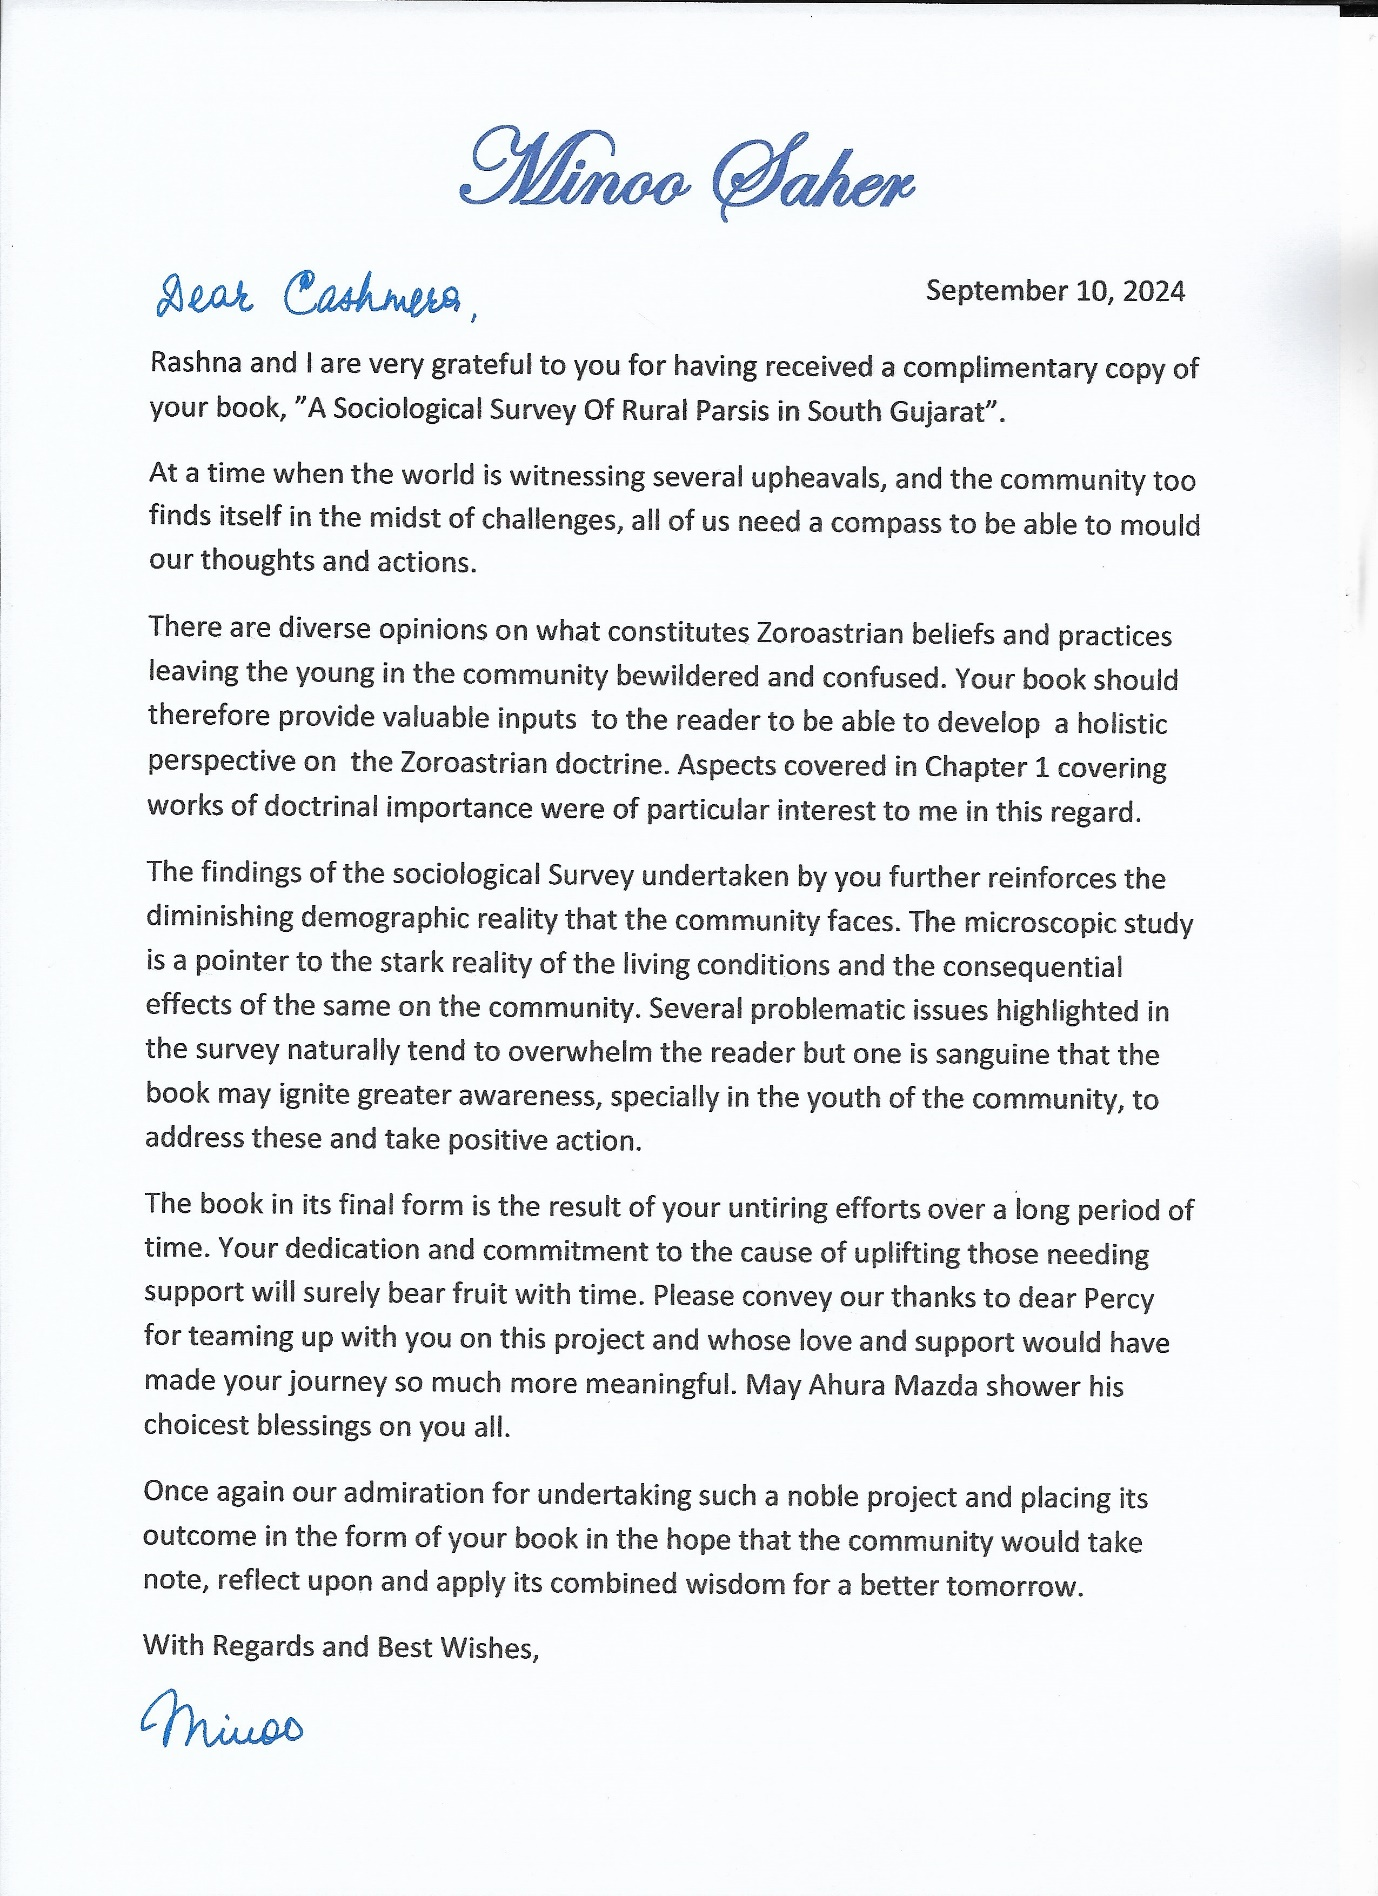 Minoo Saher
Dear Cashmera,
September 10, 2024
Rashna and I are very grateful to you for having received a complimentary copy of
your book, ”A Sociological Survey Of Rural Parsis in South Gujarat”.
At a time when the world is witnessing several upheavals, and the community too
finds itself in the midst of challenges, all of us need a compass to be able to mould
our thoughts and actions.
There are diverse opinions on what constitutes Zoroastrian beliefs and practices
leaving the young in the community bewildered and confused. Your book should
therefore provide valuable inputs  to the reader to be able to develop  a holistic
perspective on  the Zoroastrian doctrine. Aspects covered in Chapter 1 covering
works of doctrinal importance were of particular interest to me in this regard.
The findings of the sociological Survey undertaken by you further reinforces the
diminishing demographic reality that the community faces. The microscopic study
is a pointer to the stark reality of the living conditions and the consequential
effects of the same on the community. Several problematic issues highlighted in
the survey naturally tend to overwhelm the reader but one is sanguine that the
book may ignite greater awareness, specially in the youth of the community, to
address these and take positive action.
The book in its final form is the result of your untiring efforts over a long period of
time. Your dedication and commitment to the cause of uplifting those needing
support will surely bear fruit with time. Please convey our thanks to dear Percy
for teaming up with you on this project and whose love and support would have
made your journey so much more meaningful. May Ahura Mazda shower his
choicest blessings on you all.
Once again our admiration for undertaking such a noble project and placing its
outcome in the form of your book in the hope that the community would take
note, reflect upon and apply its combined wisdom for a better tomorrow.
With Regards and Best Wishes,
Minoo